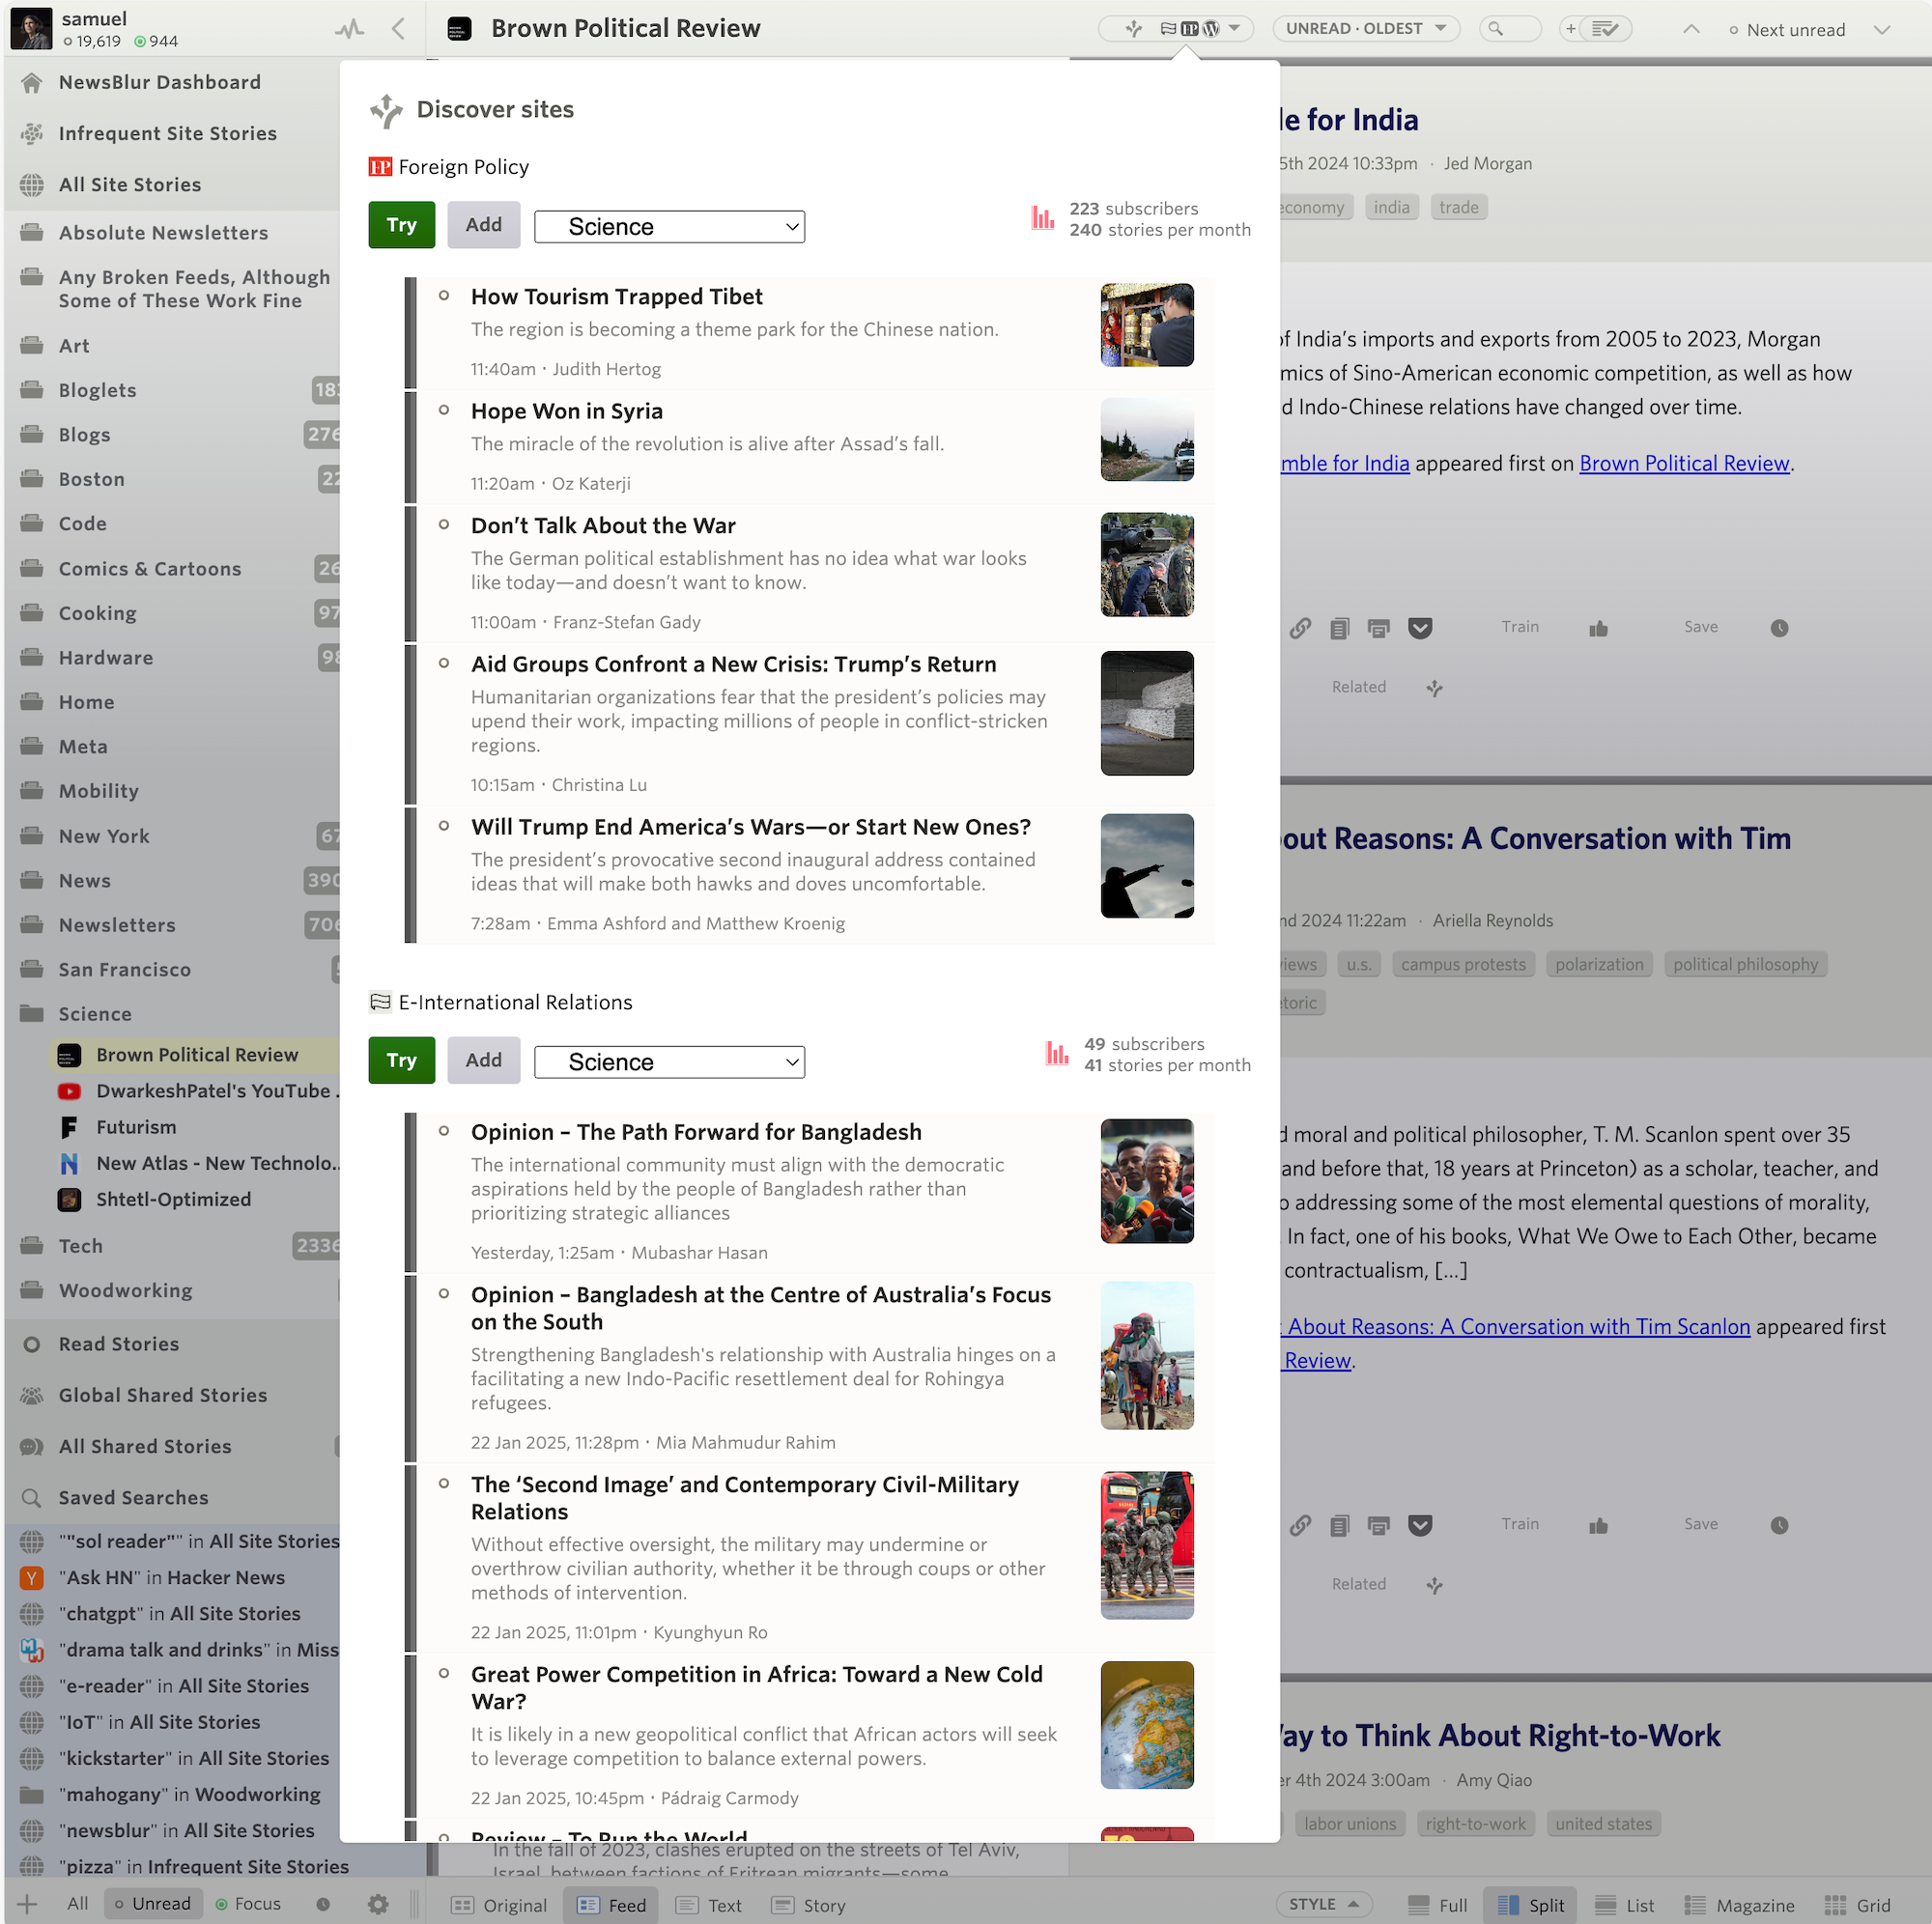 samuel
19,619 944
Brown Political Review
UNREAD · OLDEST
Next unread
NewsBlur Dashboard
Infrequent Site Stories
All Site Stories
Absolute Newsletters
Any Broken Feeds, Although
Some of These Work Fine
Art
Bloglets
Blogs 276
Boston 22
Code
Comics & Cartoons 26
Cooking 97
Hardware 98
Home
Meta
Mobility
New York 67
News 390
Newsletters 706
San Francisco
Science
Brown Political Review
DwarkeshPatel's YouTube .
Futurism
New Atlas - New Technolo..
Shtetl-Optimized
Tech 2336
Woodworking
Read Stories
Global Shared Stories
All Shared Stories
Saved Searches
""sol reader"" in All Site Stories
"Ask HN" in Hacker News
"chatgpt" in All Site Stories
"drama talk and drinks" in Miss
"e-reader" in All Site Stories
"IoT" in All Site Stories
"kickstarter" in All Site Stories
"mahogany" in Woodworking
"newsblur" in All Site Stories
"pizza" in Infrequent Site Stories
Discover sites
FP Foreign Policy
Try Add Science
223 subscribers
240 stories per month
How Tourism Trapped Tibet
The region is becoming a theme park for the Chinese nation.
11:40am · Judith Hertog
Hope Won in Syria
The miracle of the revolution is alive after Assad’s fall.
11:20am · Oz Katerji
Don’t Talk About the War
The German political establishment has no idea what war looks
like today—and doesn’t want to know.
11:00am · Franz-Stefan Gady
Aid Groups Confront a New Crisis: Trump’s Return
Humanitarian organizations fear that the president’s policies may
upend their work, impacting millions of people in conflict-stricken
regions.
10:15am · Christina Lu
Will Trump End America’s Wars—or Start New Ones?
The president’s provocative second inaugural address contained
ideas that will make both hawks and doves uncomfortable.
7:28am · Emma Ashford and Matthew Kroenig
E-International Relations
Try Add Science
49 subscribers
41 stories per month
Opinion – The Path Forward for Bangladesh
The international community must align with the democratic
aspirations held by the people of Bangladesh rather than
prioritizing strategic alliances
Yesterday, 1:25am · Mubashar Hasan
Opinion – Bangladesh at the Centre of Australia’s Focus
on the South
Strengthening Bangladesh's relationship with Australia hinges on a
facilitating a new Indo-Pacific resettlement deal for Rohingya
refugees.
22 Jan 2025, 11:28pm · Mia Mahmudur Rahim
The ‘Second Image’ and Contemporary Civil-Military
Relations
Without effective oversight, the military may undermine or
overthrow civilian authority, whether it be through coups or other
methods of intervention.
22 Jan 2025, 11:01pm · Kyunghyun Ro
Great Power Competition in Africa: Toward a New Cold
War?
It is likely in a new geopolitical conflict that African actors will seek
to leverage competition to balance external powers.
22 Jan 2025, 10:45pm · Pádraig Carmody
Review – To Run the World
In the fall of 2023, clashes erupted on the streets of Tel Aviv,
Israel, between factions of Eritrean migrants—some
le for India
5th 2024 10:33pm · Jed Morgan
economy india trade
of India’s imports and exports from 2005 to 2023, Morgan
mics of Sino-American economic competition, as well as how
d Indo-Chinese relations have changed over time.
mble for India appeared first on Brown Political Review.
Train Save
Related
out Reasons: A Conversation with Tim
nd 2024 11:22am · Ariella Reynolds
views u.s. campus protests polarization political philosophy
etoric
d moral and political philosopher, T. M. Scanlon spent over 35
and before that, 18 years at Princeton) as a scholar, teacher, and
o addressing some of the most elemental questions of morality,
. In fact, one of his books, What We Owe to Each Other, became
contractualism, […]
: About Reasons: A Conversation with Tim Scanlon appeared first
Review.
Train Save
Related
Way to Think About Right-to-Work
er 4th 2024 3:00am · Amy Qiao
labor unions right-to-work united states
All Unread Focus
Original Feed Text Story
STYLE Full Split List Magazine Grid